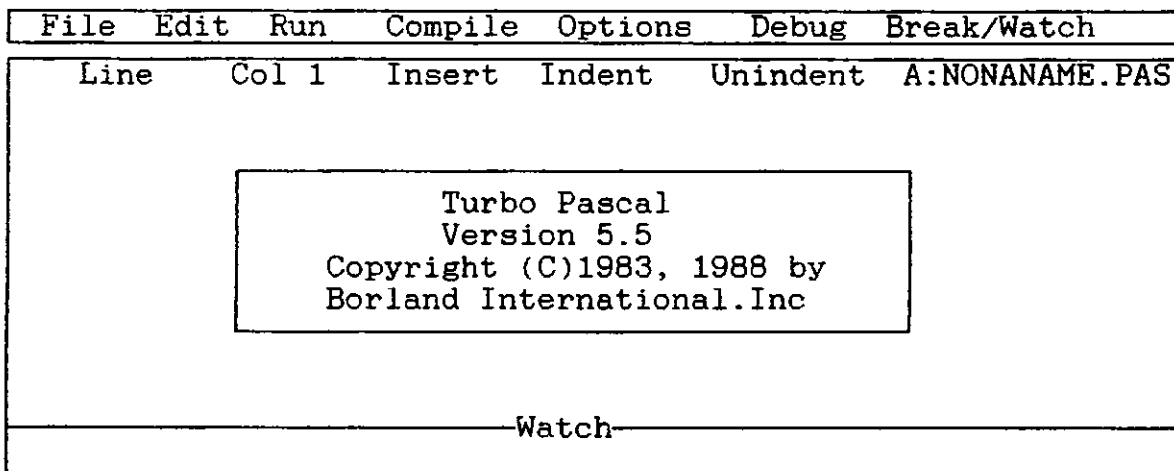 File Edit Run Compile Options Debug Break/Watch
Line Col 1 Insert Indent Unindent A:NONANAME.PAS
Turbo Pascal
Version 5.5
Copyright (C)1983, 1988 by
Borland International.Inc
Watch